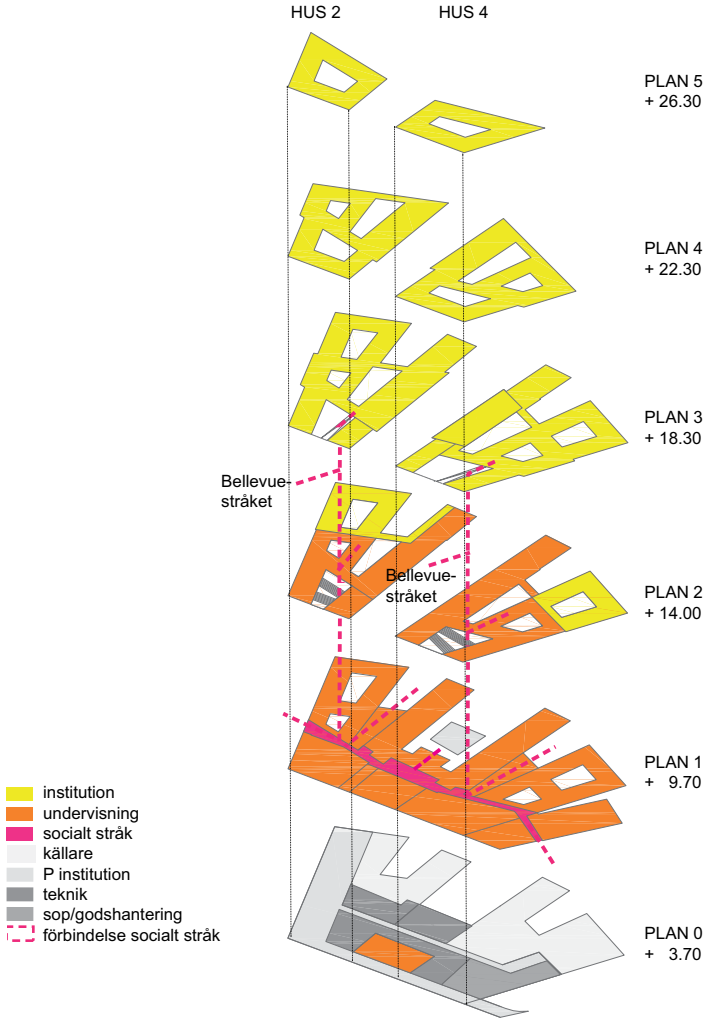 HUS 2
HUS 4
PLAN 5
+ 26.30
PLAN 4
+ 22.30
PLAN 3
+ 18.30
Bellevue-
stråket
Bellevue-
stråket
PLAN 2
+ 14.00
PLAN 1
+ 9.70
institution
undervisning
socialt stråk
källare
P institution
teknik
sop/godshantering
förbindelse socialt stråk
PLAN 0
+ 3.70